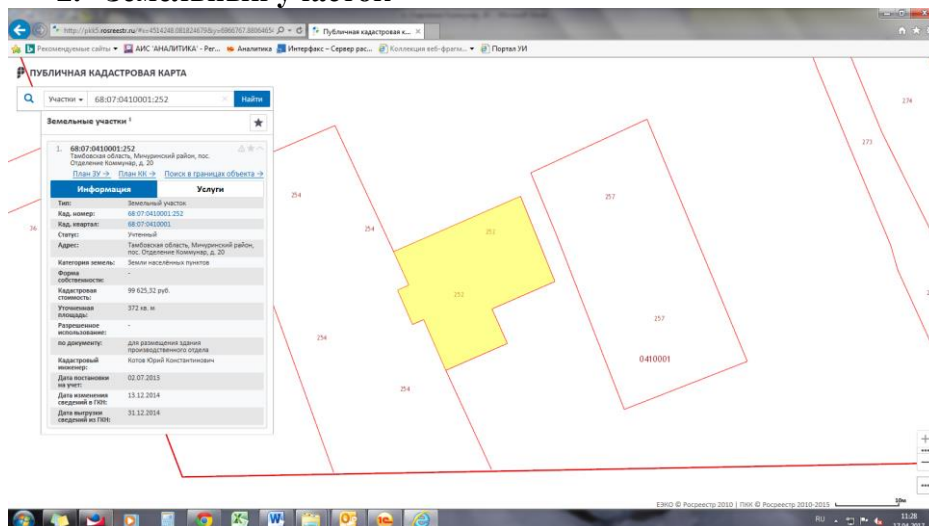 2. Земельный участок
http://pkk5.rosreestr.ru/#x=4514248.081824679&y=6966767.8806465
Публичная кадастровая к...
Рекомендуемые сайты
АИС 'АНАЛИТИКА' - Рег...
Аналитика
Интерфакс – Сервер рас...
Коллекция веб-фрагм...
Портал УИ
ПУБЛИЧНАЯ КАДАСТРОВАЯ КАРТА
Участки
68:07:0410001:252
Найти
Земельные участки 1
1. 68:07:0410001:252
Тамбовская область, Мичуринский район, пос.
Отделение Коммунар, д. 20
План ЗУ → План КК → Поиск в границах объекта →
Информация Услуги
Тип: Земельный участок
Кад. номер: 68:07:0410001:252
Кад. квартал: 68:07:0410001
Статус: Учтенный
Адрес: Тамбовская область, Мичуринский район,
пос. Отделение Коммунар, д. 20
Категория земель: Земли населённых пунктов
Форма
собственности: -
Кадастровая
стоимость: 99 625,32 руб.
Уточненная
площадь: 372 кв. м
Разрешенное
использование: -
по документу: для размещения здания
производственного отдела
Кадастровый
инженер: Котов Юрий Константинович
Дата постановки
на учет: 02.07.2013
Дата изменения
сведений в ГКН: 13.12.2014
Дата выгрузки
сведений из ГКН: 31.12.2014
274
273
254
257
36
254
252
252
254
257
0410001
254
10m
ЕЭКО © Росреестр 2010 | ПКК © Росреестр 2010-2015
RU
11:28